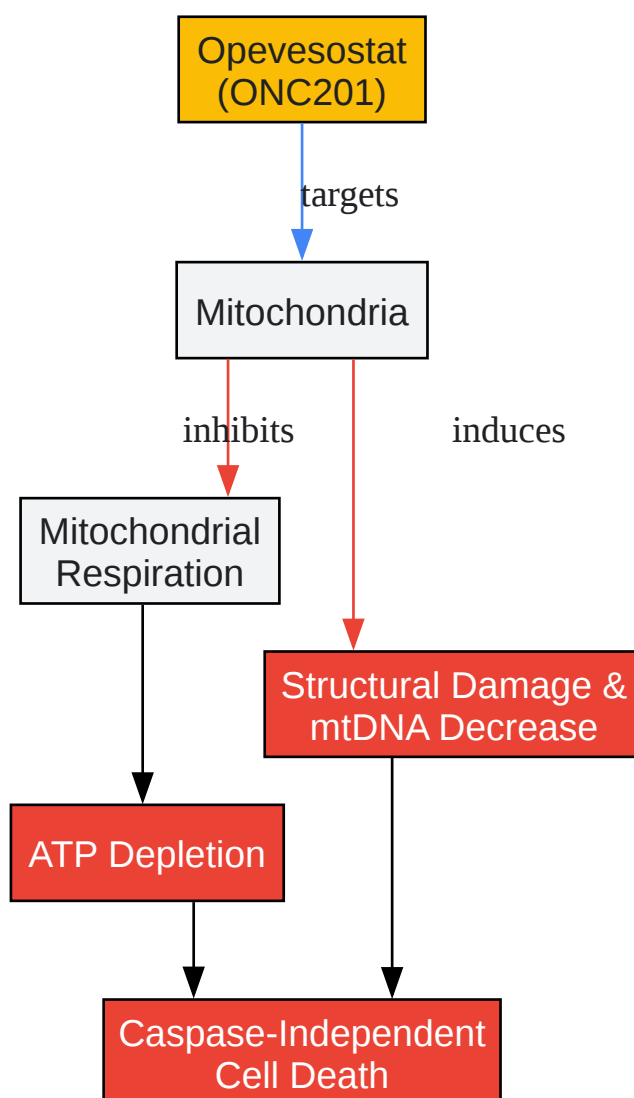 Opevesostat
(ONC201)
targets
Mitochondria
inhibits
induces
Mitochondrial
Respiration
Structural Damage &
mtDNA Decrease
ATP Depletion
Caspase-Independent
Cell Death